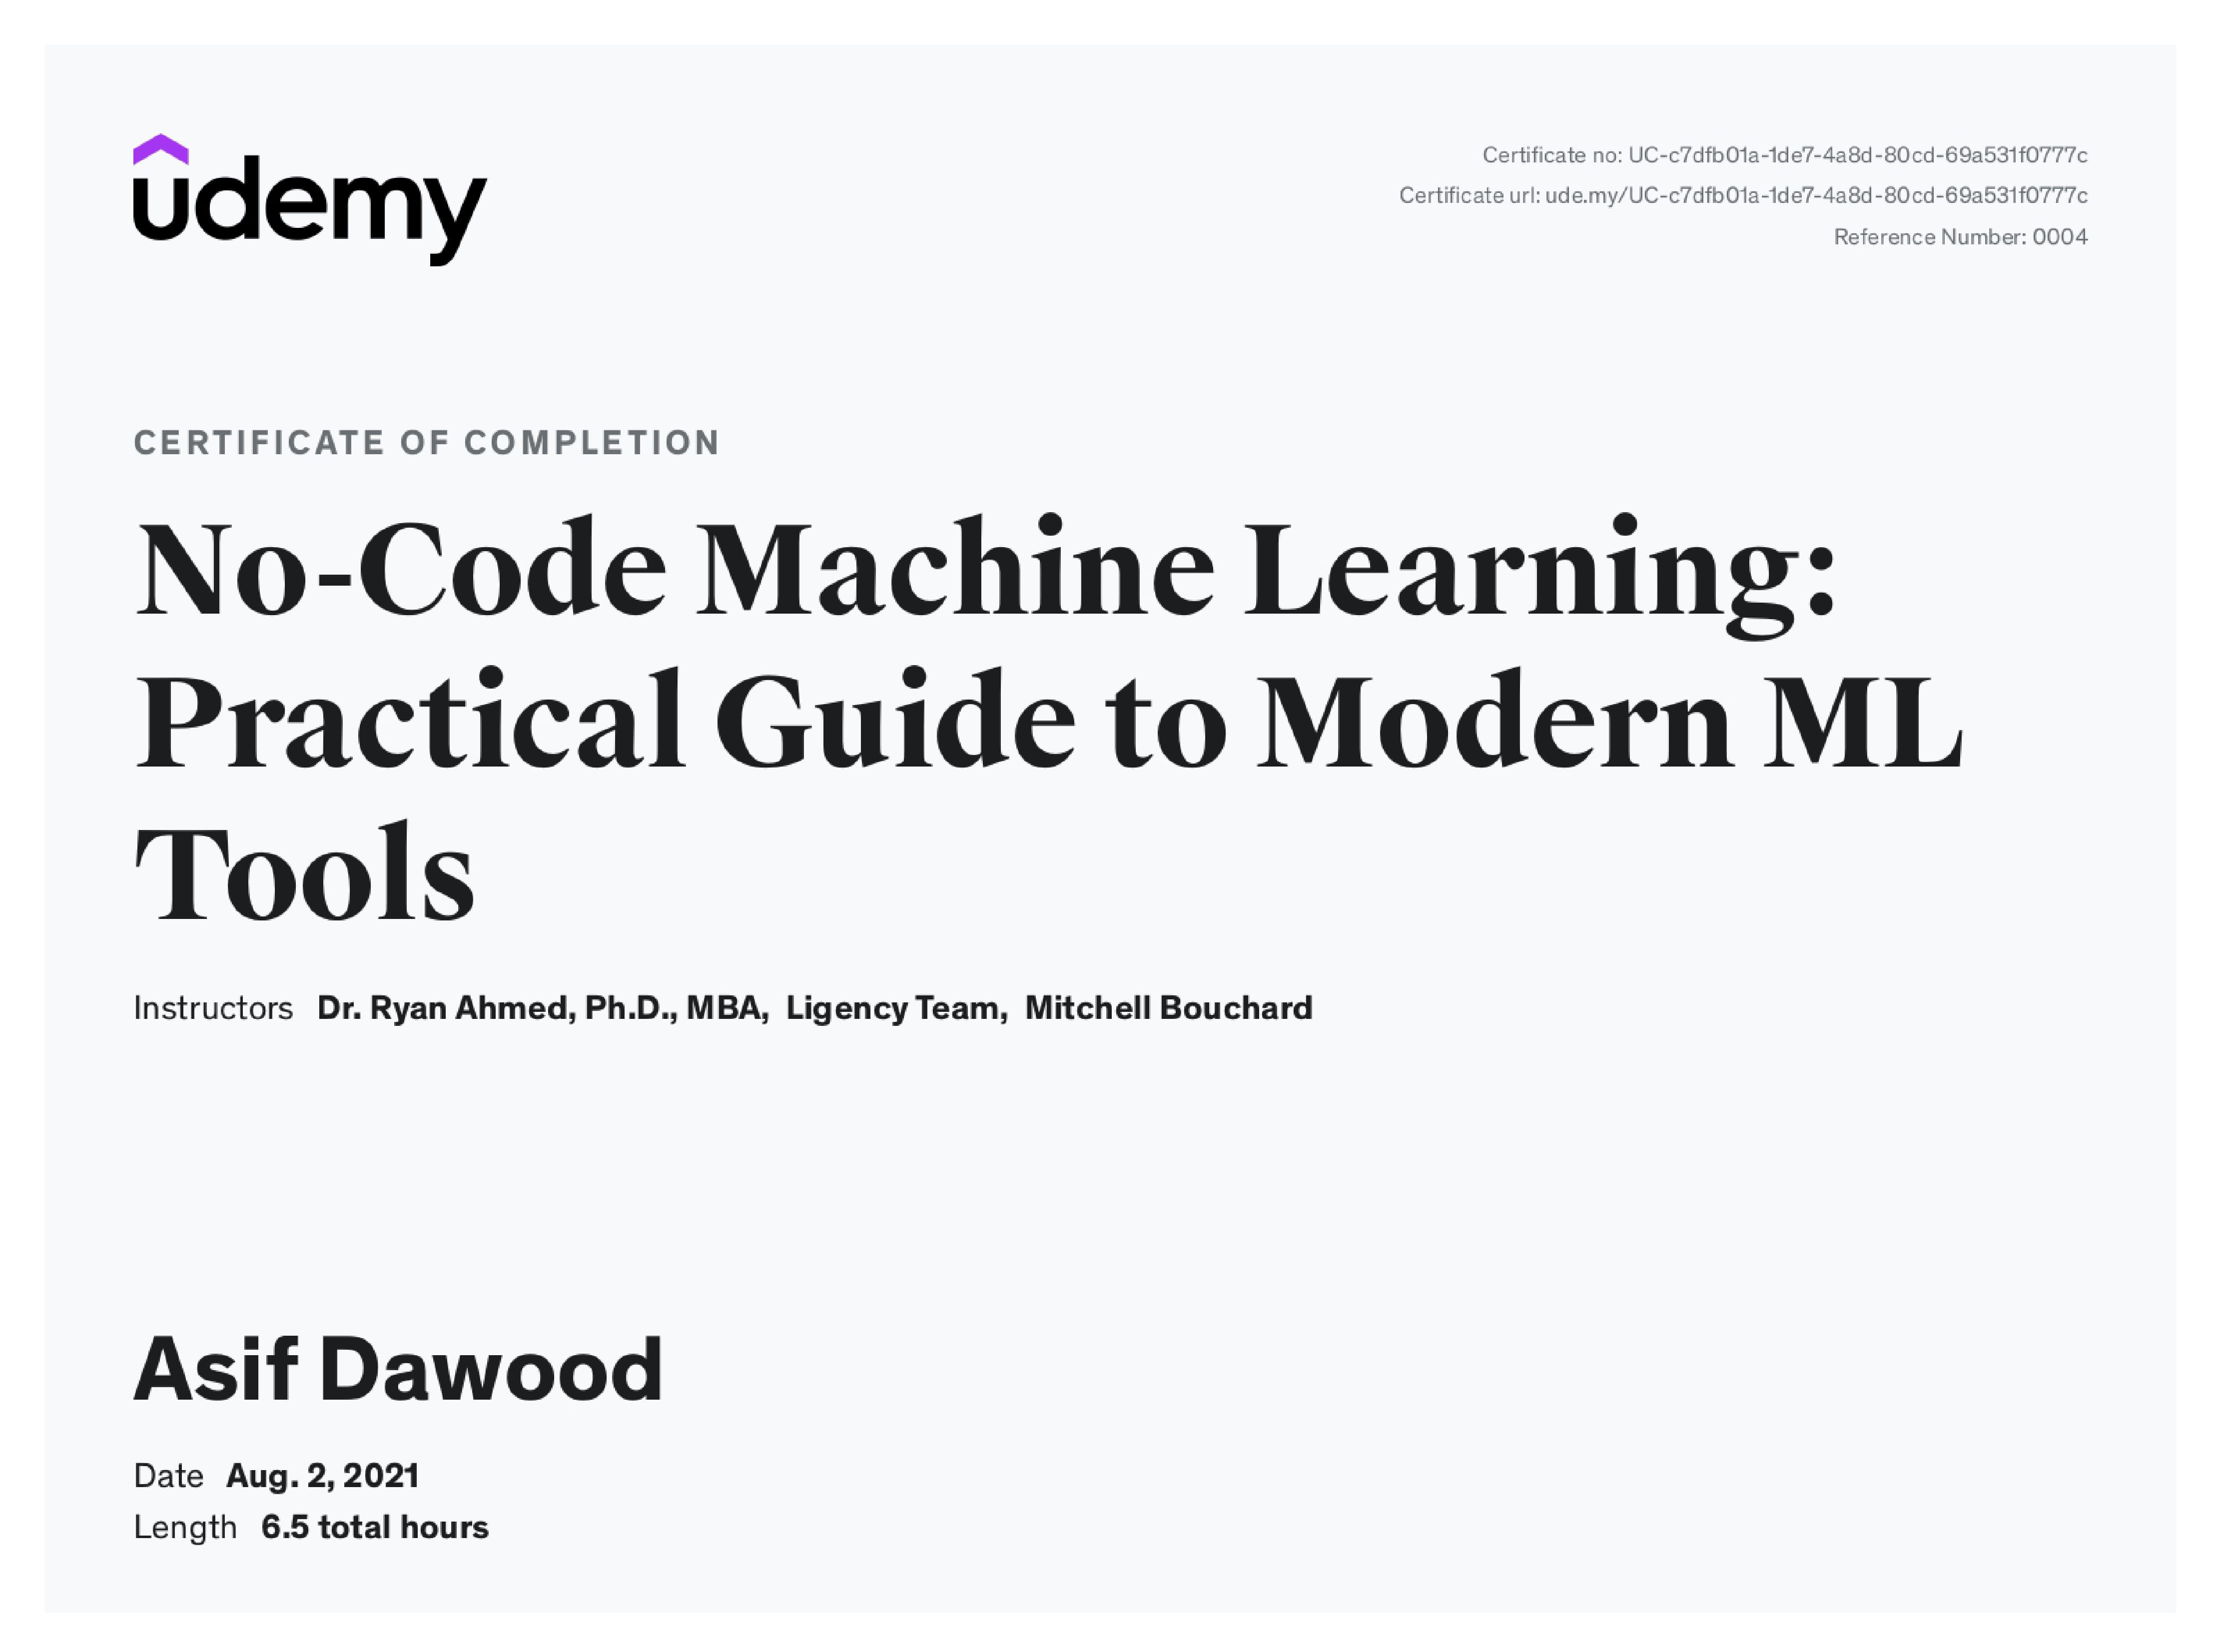 udemy
Certificate no: UC-c7dfb01a-1de7-4a8d-80cd-69a531f0777c
Certificate url: ude.my/UC-c7dfb01a-1de7-4a8d-80cd-69a531f0777c
Reference Number: 0004
CERTIFICATE OF COMPLETION
No-Code Machine Learning:
Practical Guide to Modern ML
Tools
Instructors Dr. Ryan Ahmed, Ph.D., MBA, Ligency Team, Mitchell Bouchard
Asif Dawood
Date Aug. 2, 2021
Length 6.5 total hours